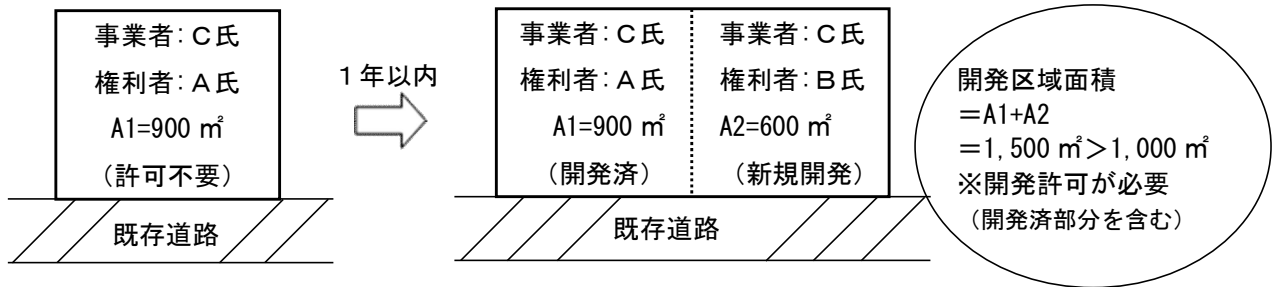 事業者：Ｃ氏
権利者：Ａ氏
A1=900 ㎡
（許可不要）
既存道路
１年以内
事業者：Ｃ氏
権利者：Ａ氏
A1=900 ㎡
（開発済）
事業者：Ｃ氏
権利者：Ｂ氏
A2=600 ㎡
（新規開発）
既存道路
開発区域面積
＝A1+A2
＝1,500 ㎡＞1,000 ㎡
※開発許可が必要
（開発済部分を含む）